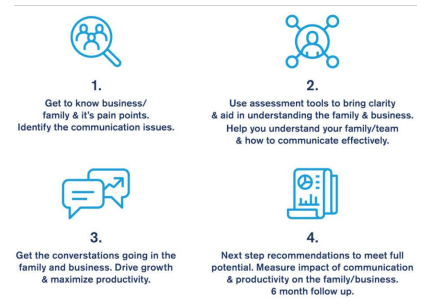 1.
Get to know business/
family & it's pain points.
Identify the communication issues.
2.
Use assessment tools to bring clarity
& aid in understanding the family & business.
Help you understand your family/team
& how to communicate effectively.
3.
Get the converstations going in the
family and business. Drive growth
& maximize productivity.
4.
Next step recommendations to meet full
potential. Measure impact of communication
& productivity on the family/business.
6 month follow up.